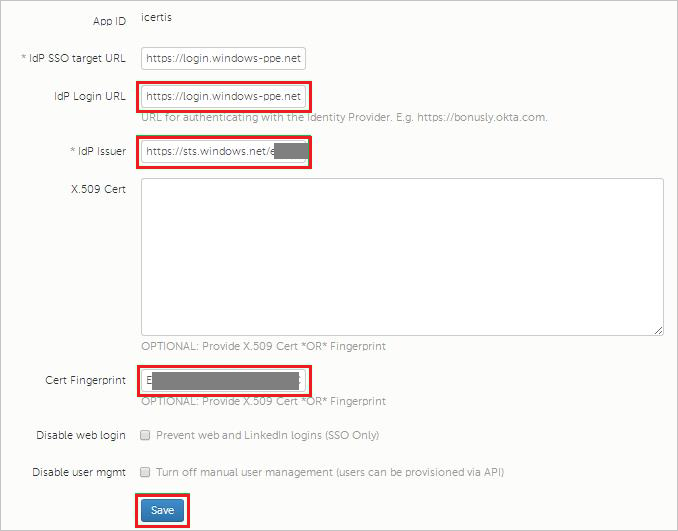 App ID icertis
* IdP SSO target URL https://login.windows-ppe.net
IdP Login URL https://login.windows-ppe.net
URL for authenticating with the Identity Provider. E.g. https://bonusly.okta.com.
* IdP Issuer https://sts.windows.net/e
X.509 Cert
OPTIONAL: Provide X.509 Cert *OR* Fingerprint
Cert Fingerprint E
OPTIONAL: Provide X.509 Cert *OR* Fingerprint
Disable web login Prevent web and LinkedIn logins (SSO Only)
Disable user mgmt Turn off manual user management (users can be provisioned via API)
Save